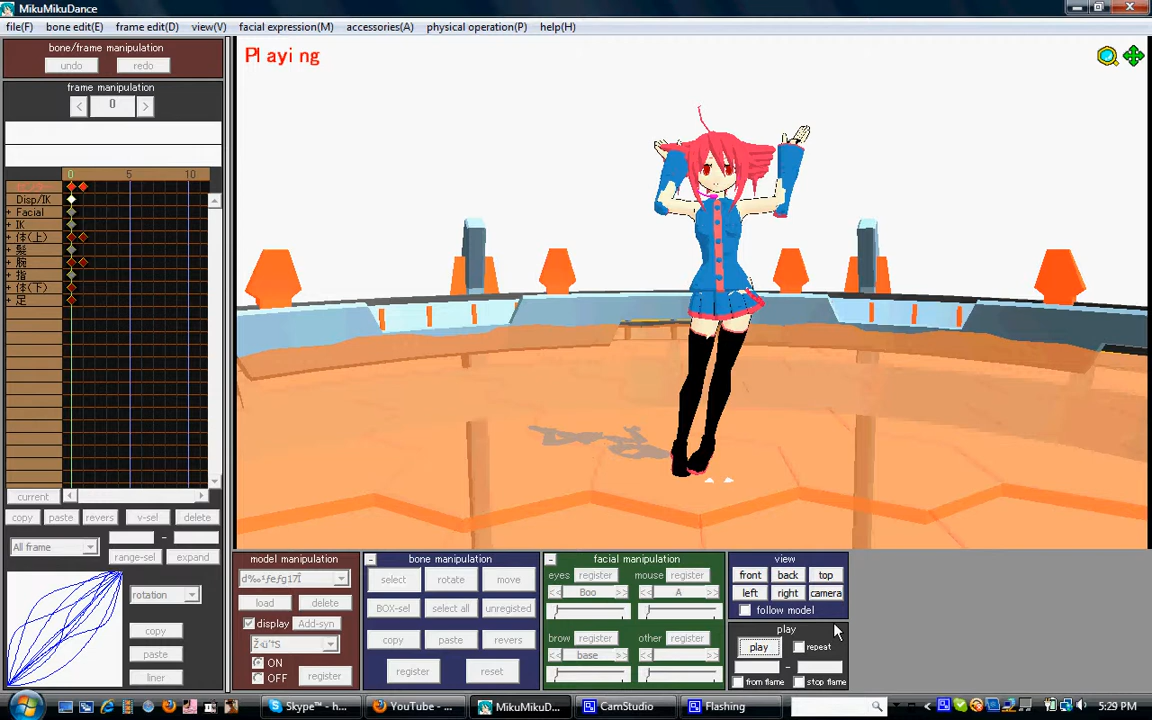 MikuMikuDance
file(F) bone edit(E) frame edit(D) view(V) facial expression(M) accessories(A) physical operation(P) help(H)
bone/frame manipulation
undo redo
frame manipulation
< 0 >
Playing
0 5 10
Disp/IK
+ Facial
+ IK
+ 体(上)
+ 髪
+ 腕
+ 指
+ 体(下)
+ 足
current
copy paste revers v-sel delete
All frame -
range-sel expand
rotation
copy
paste
liner
model manipulation
load delete
display Add-syn
ON
OFF register
bone manipulation
select rotate move
BOX-sel select all unregisted
copy paste revers
register reset
facial manipulation
eyes register mouse register
<< Boo >> << A >>
brow register other register
<< base >> << >>
view
front back top
left right camera
follow model
play
play repeat
-
from flame stop flame
Skype™ - h... YouTube - ... MikuMikuD... CamStudio Flashing 5:29 PM